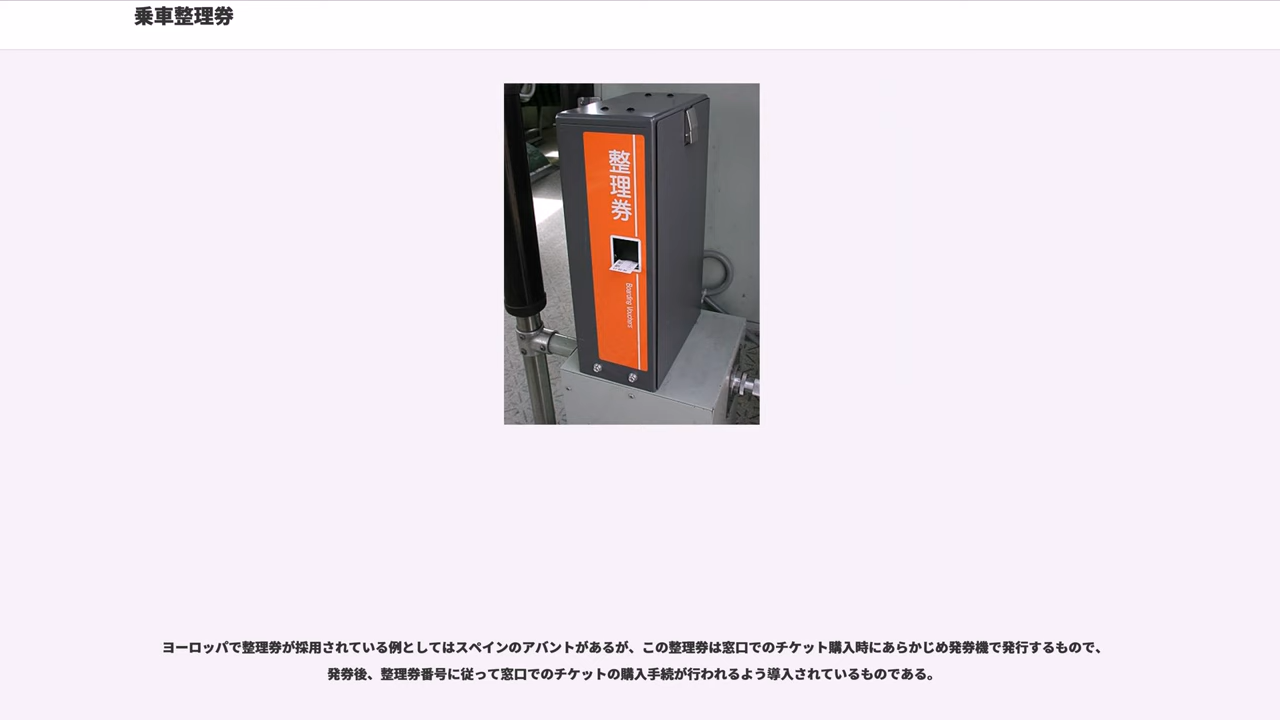 乗車整理券
整理券
Boarding Vouchers
ヨーロッパで整理券が採用されている例としてはスペインのアバントがあるが、この整理券は窓口でのチケット購入時にあらかじめ発券機で発行するもので、
発券後、整理券番号に従って窓口でのチケットの購入手続が行われるよう導入されているものである。